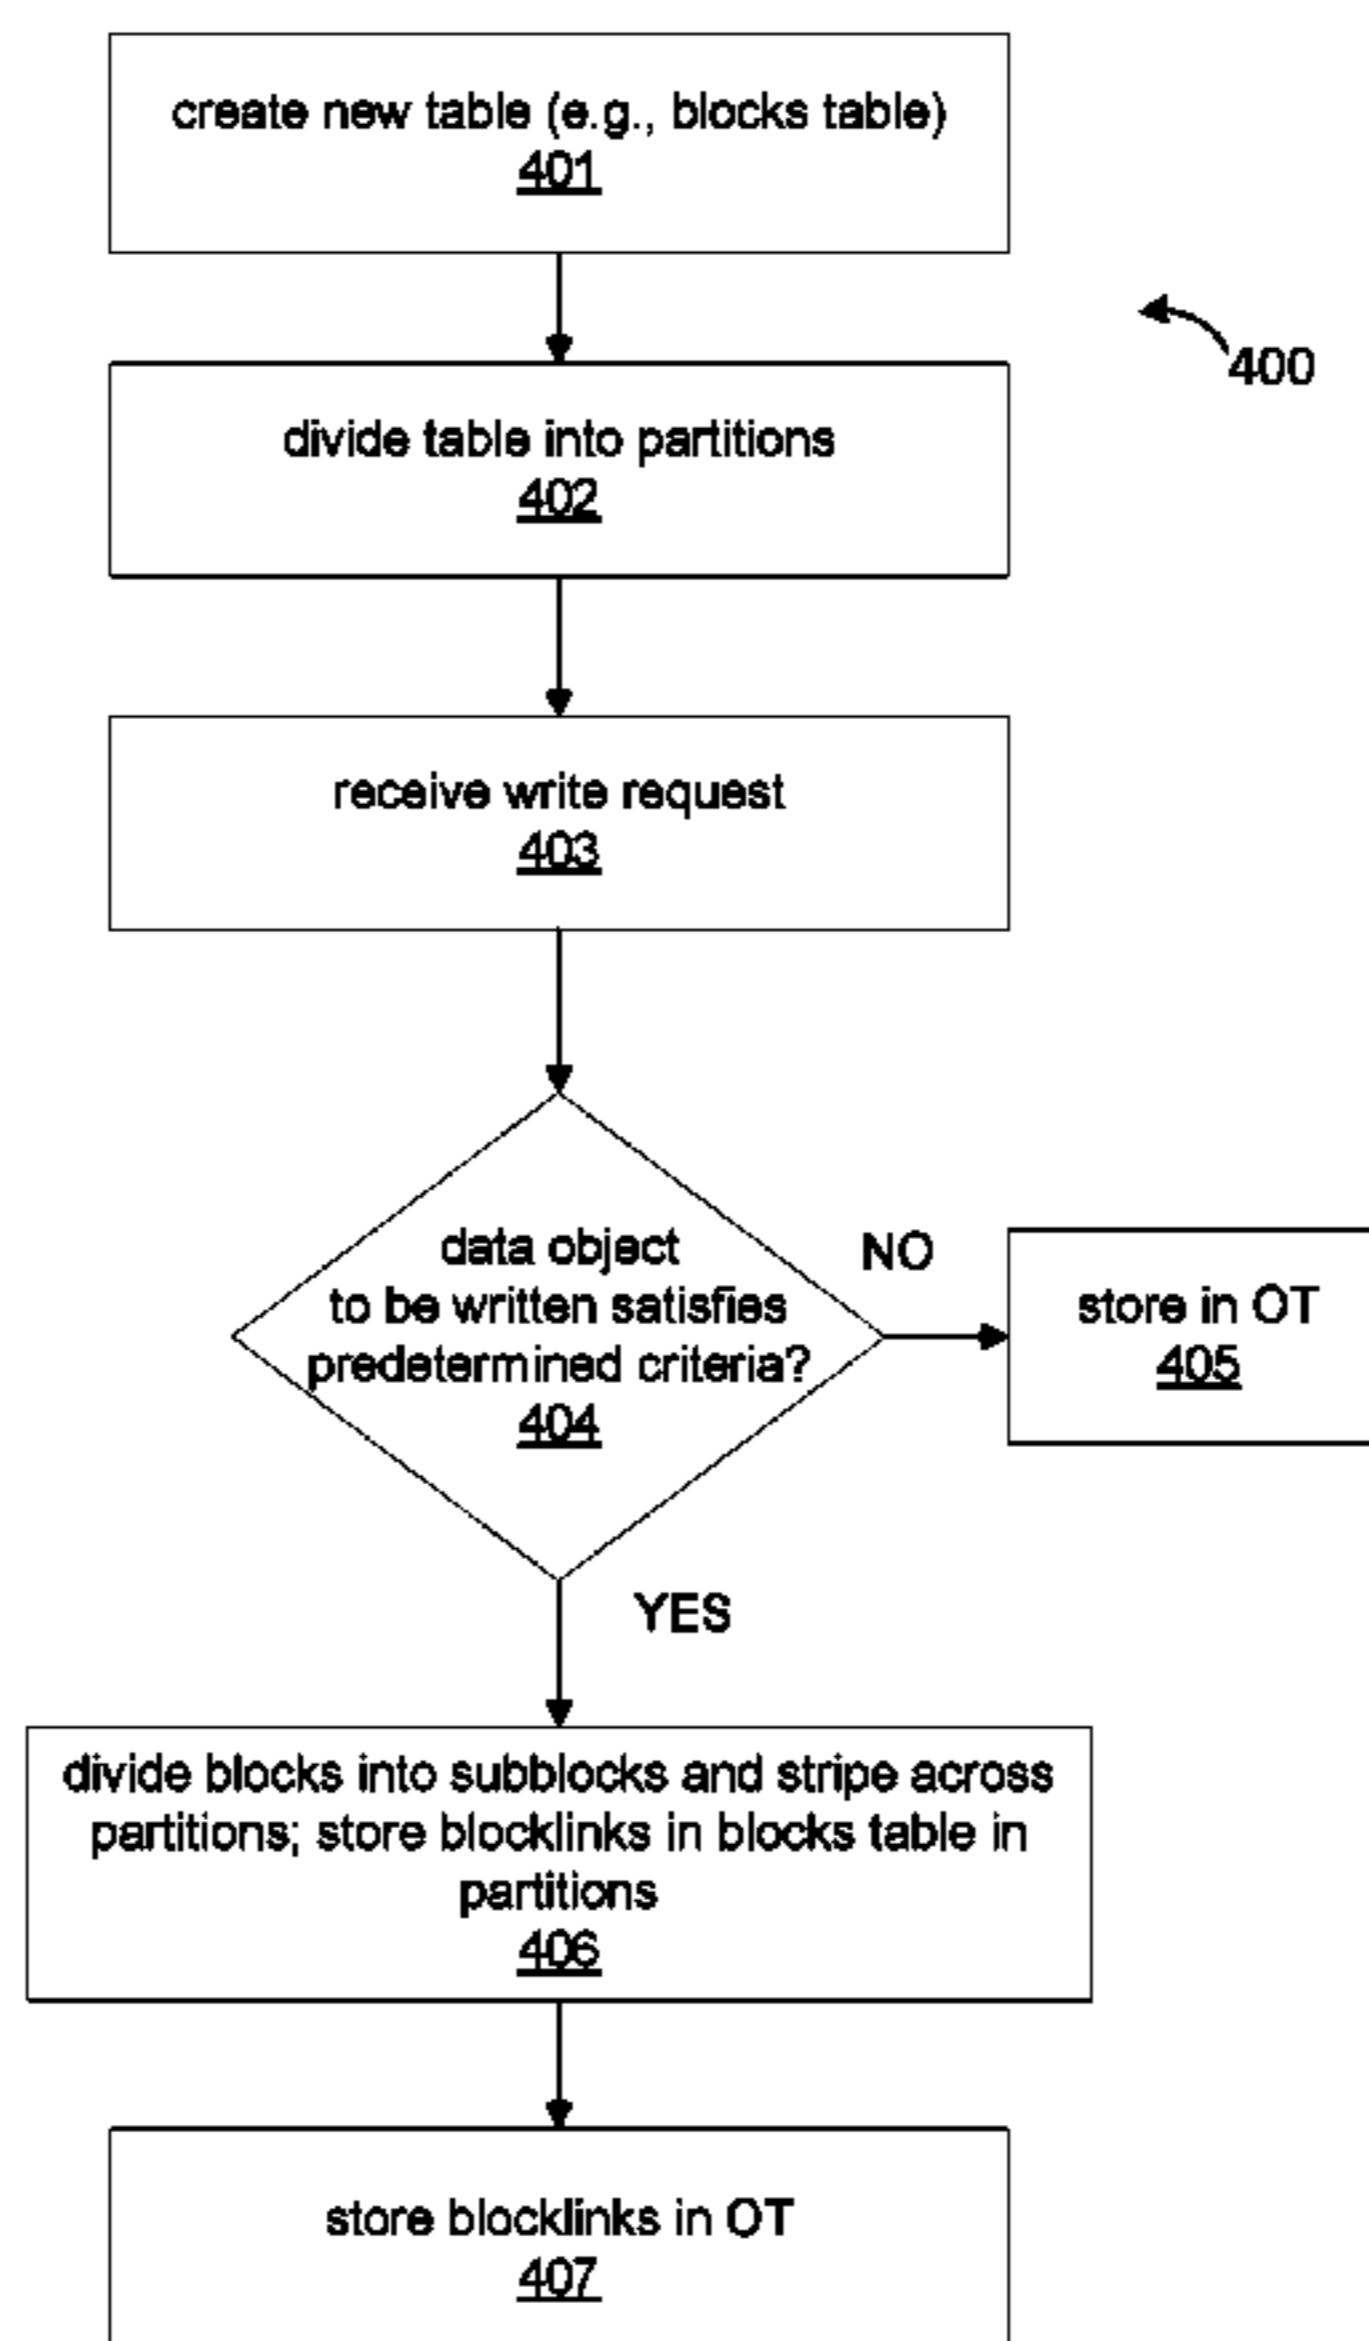 create new table (e.g., blocks table)
401
400
divide table into partitions
402
receive write request
403
data object
to be written satisfies
predetermined criteria?
404
NO
store in OT
405
YES
divide blocks into subblocks and stripe across
partitions; store blocklinks in blocks table in
partitions
406
store blocklinks in OT
407